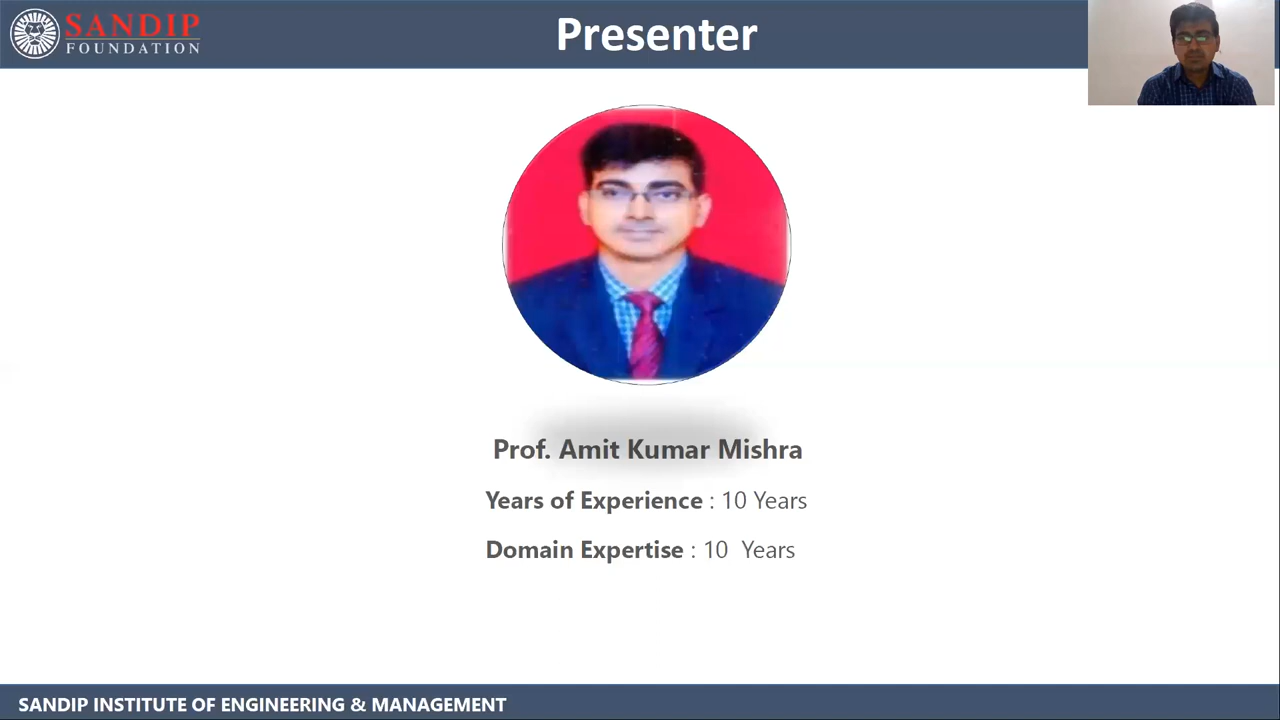 SANDIP
FOUNDATION
Presenter
Prof. Amit Kumar Mishra
Years of Experience : 10 Years
Domain Expertise : 10 Years
SANDIP INSTITUTE OF ENGINEERING & MANAGEMENT